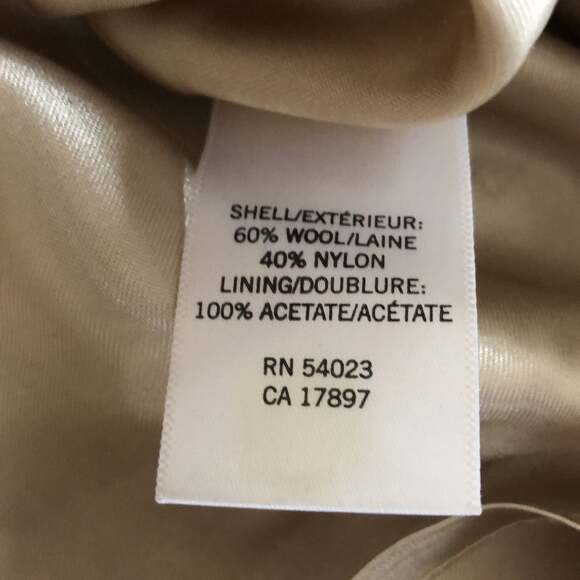 SHELL/EXTÉRIEUR:
60% WOOL/LAINE
40% NYLON
LINING/DOUBLURE:
100% ACETATE/ACÉTATE
RN 54023
CA 17897